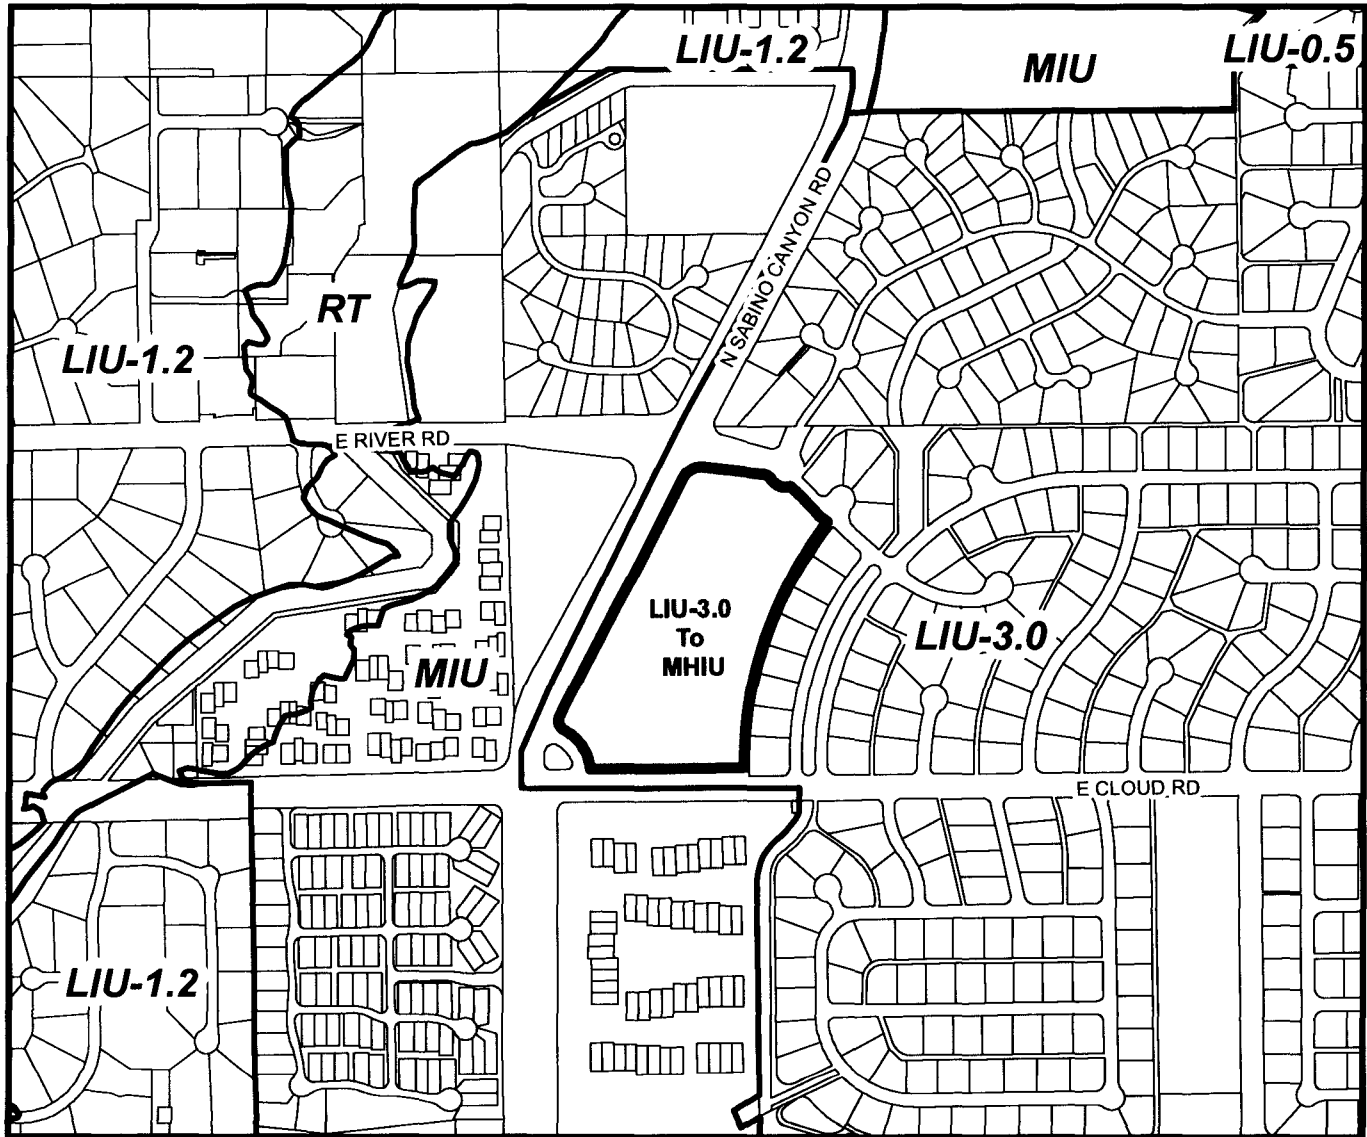 LIU-1.2
MIU
LIU-0.5
N SABINO CANYON RD
RT
LIU-1.2
E RIVER RD
LIU-3.0
To
MHIU
LIU-3.0
MIU
E CLOUD RD
LIU-1.2